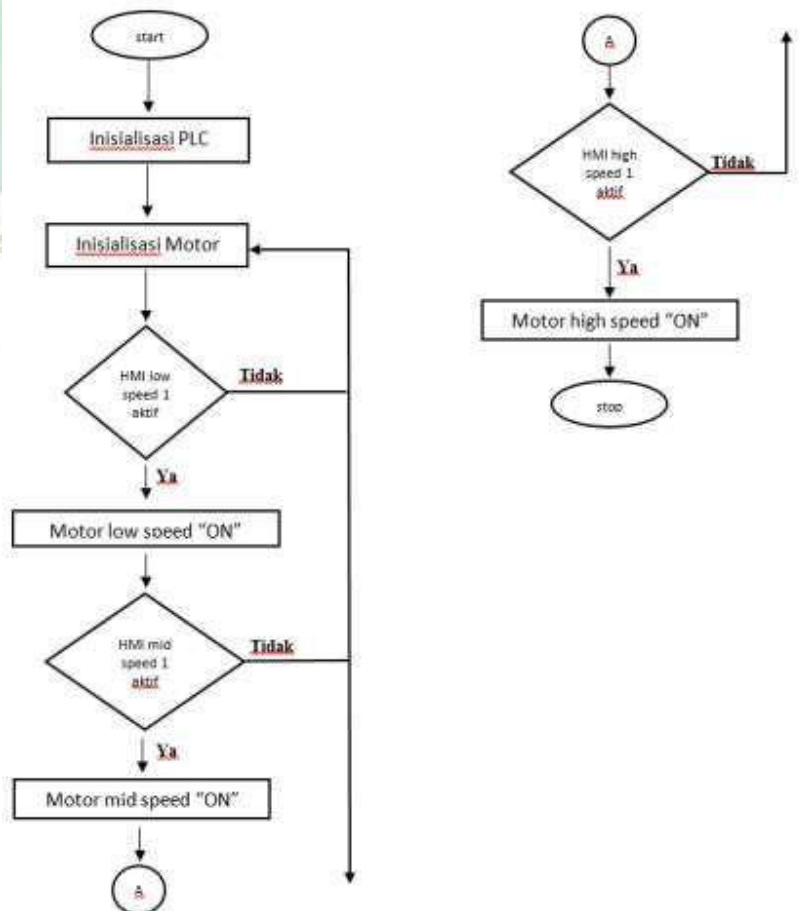 start
Inisialisasi PLC
Inisialisasi Motor
HMI low
speed 1
aktif
Tidak
Ya
Motor low speed "ON"
HMI mid
speed 1
aktif
Tidak
Ya
Motor mid speed "ON"
A
A
HMI high
speed 1
aktif
Tidak
Ya
Motor high speed "ON"
stop